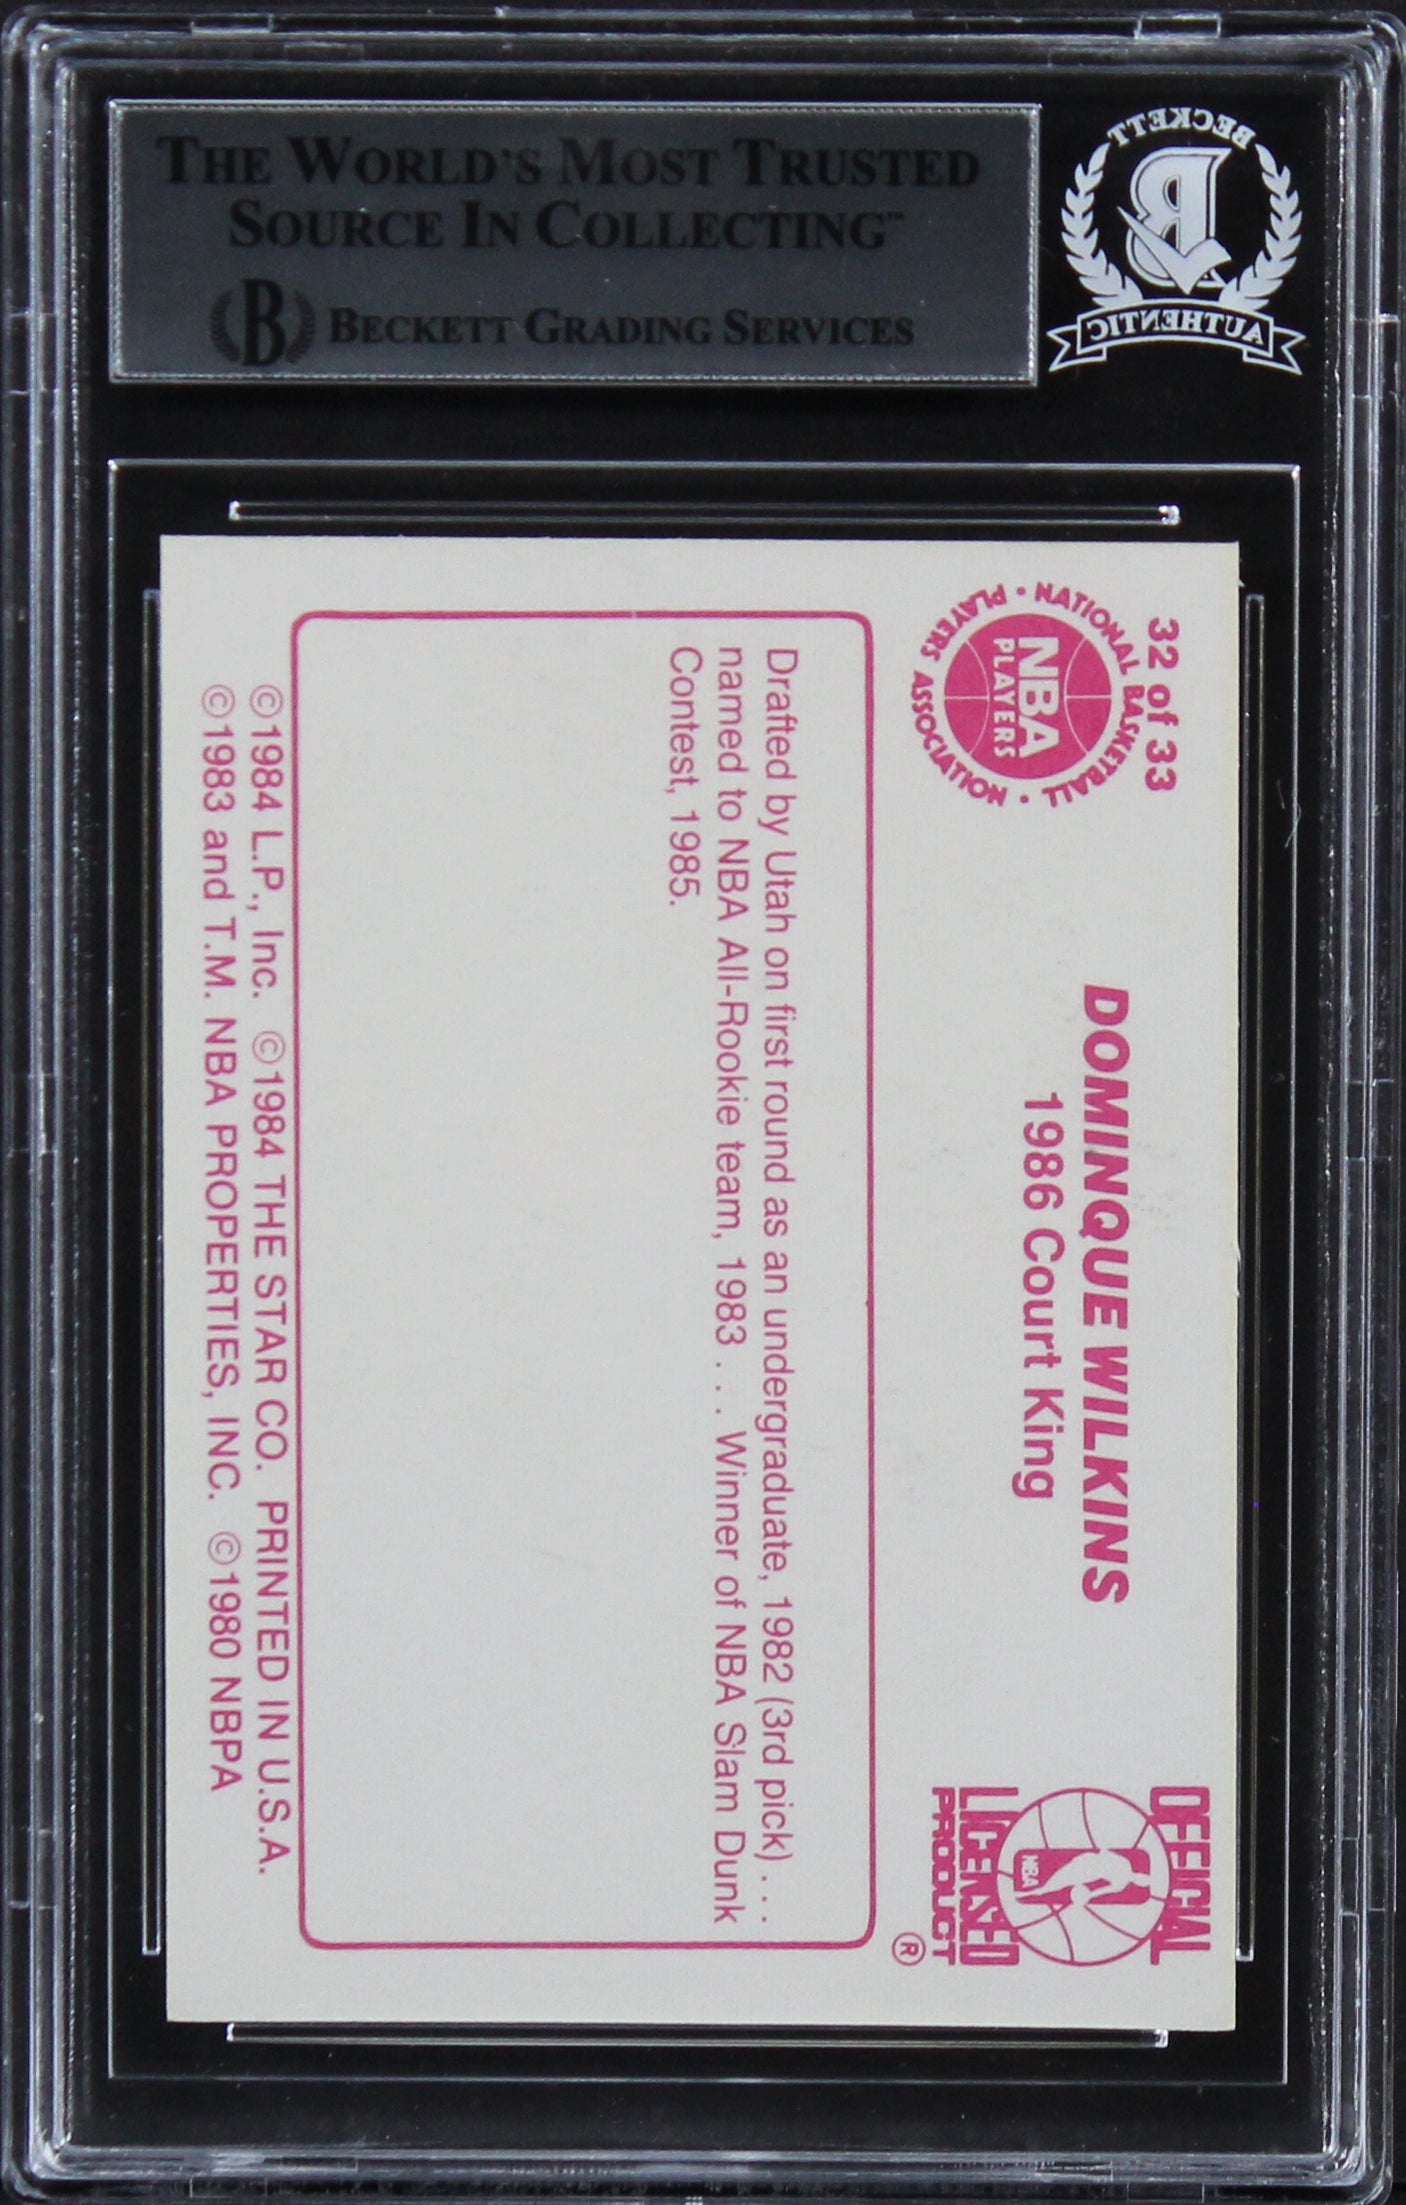 THE WORLD'S MOST TRUSTED
SOURCE IN COLLECTING™
B BECKETT GRADING SERVICES
BECKETT
B
AUTHENTIC
32 of 33
NATIONAL BASKETBALL • PLAYERS ASSOCIATION • PLAYERS
NBA
PLAYERS
DOMINQUE WILKINS
1986 Court King
OFFICIAL
NBA
LICENSED
PRODUCT
®
Drafted by Utah on first round as an undergraduate, 1982 (3rd pick) . . .
named to NBA All-Rookie team, 1983 . . . Winner of NBA Slam Dunk
Contest, 1985.
©1984 L.P., Inc. ©1984 THE STAR CO. PRINTED IN U.S.A.
©1983 and T.M. NBA PROPERTIES, INC. ©1980 NBPA